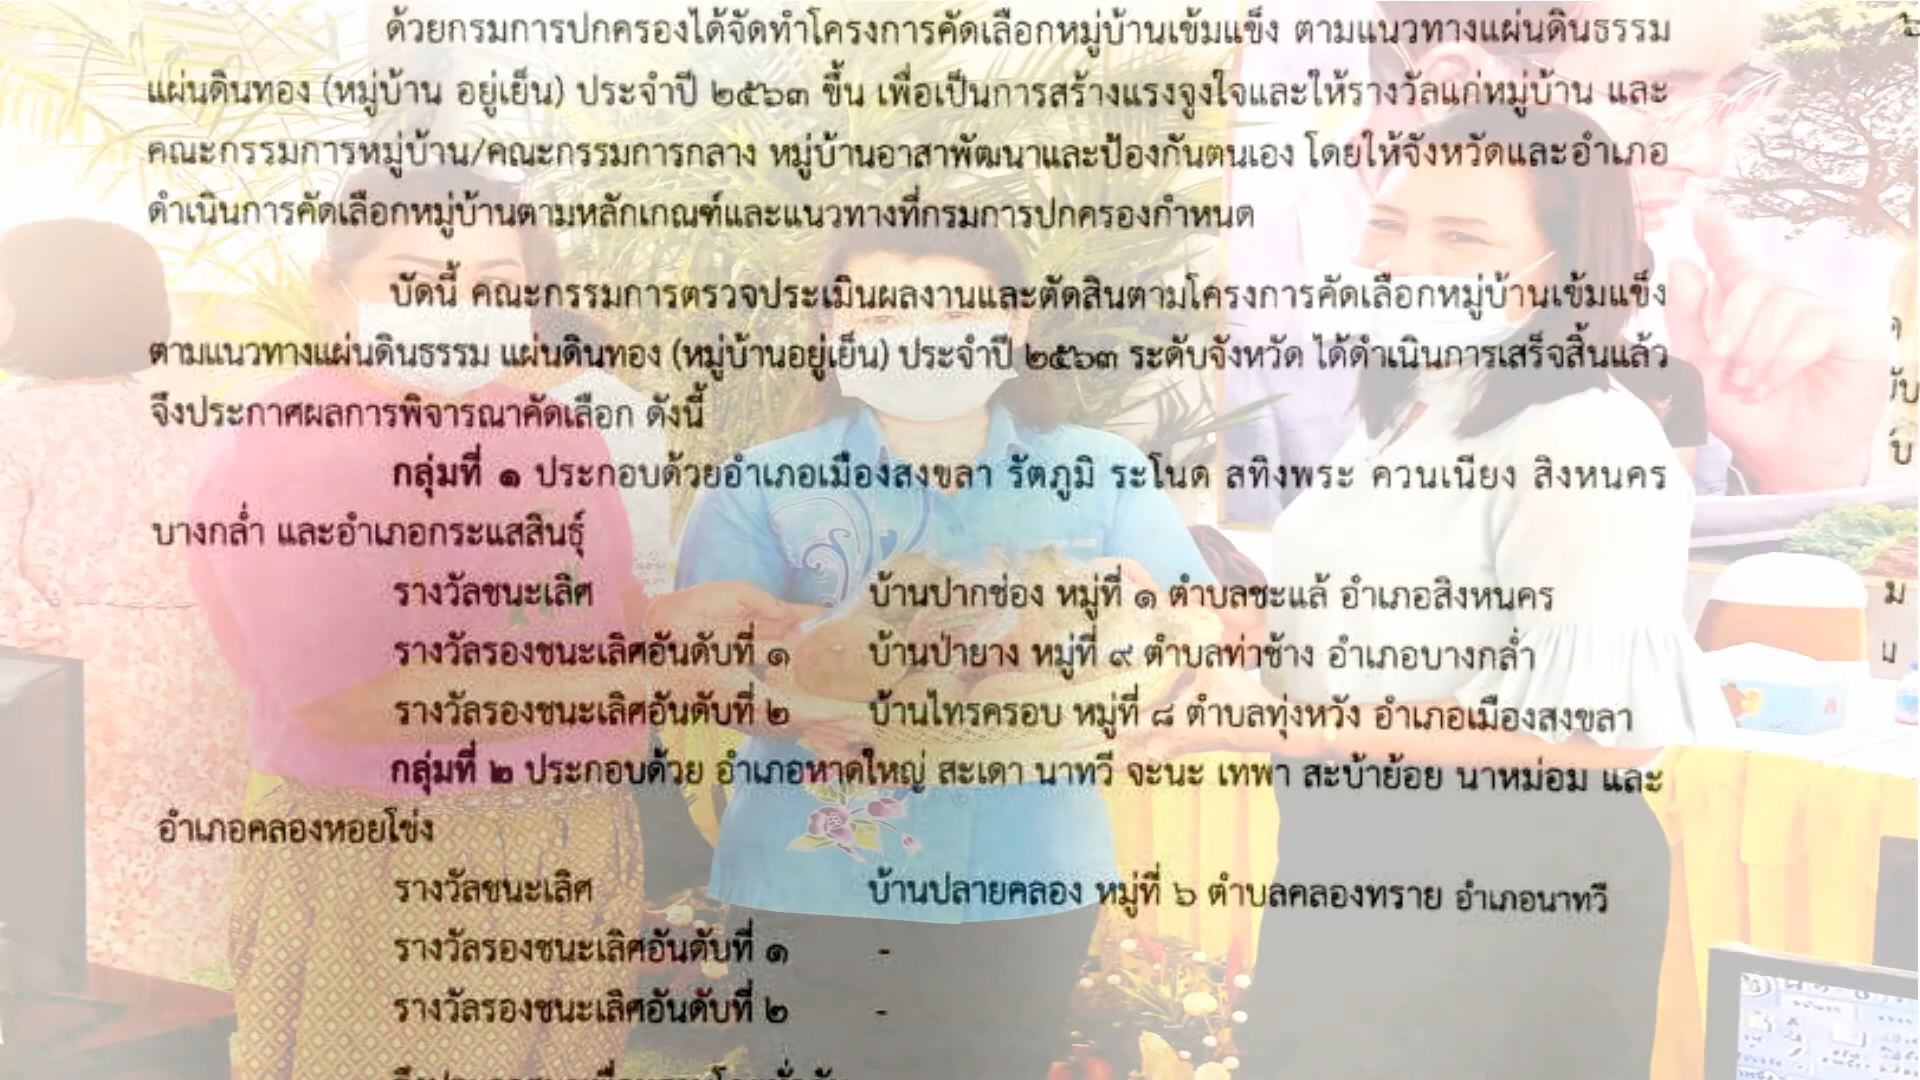 ด้วยกรมการปกครองได้จัดทำโครงการคัดเลือกหมู่บ้านเข้มแข็ง ตามแนวทางแผ่นดินธรรม
แผ่นดินทอง (หมู่บ้าน อยู่เย็น) ประจำปี ๒๕๖๓ ขึ้น เพื่อเป็นการสร้างแรงจูงใจและให้รางวัลแก่หมู่บ้าน และ
คณะกรรมการหมู่บ้าน/คณะกรรมการกลาง หมู่บ้านอาสาพัฒนาและป้องกันตนเอง โดยให้จังหวัดและอำเภอ
ดำเนินการคัดเลือกหมู่บ้านตามหลักเกณฑ์และแนวทางที่กรมการปกครองกำหนด
บัดนี้ คณะกรรมการตรวจประเมินผลงานและตัดสินตามโครงการคัดเลือกหมู่บ้านเข้มแข็ง
ตามแนวทางแผ่นดินธรรม แผ่นดินทอง (หมู่บ้านอยู่เย็น) ประจำปี ๒๕๖๓ ระดับจังหวัด ได้ดำเนินการเสร็จสิ้นแล้ว
จึงประกาศผลการพิจารณาคัดเลือก ดังนี้
กลุ่มที่ ๑ ประกอบด้วยอำเภอเมืองสงขลา รัตภูมิ ระโนด สทิงพระ ควนเนียง สิงหนคร
บางกล่ำ และอำเภอกระแสสินธุ์
รางวัลชนะเลิศ บ้านปากช่อง หมู่ที่ ๑ ตำบลชะแล้ อำเภอสิงหนคร
รางวัลรองชนะเลิศอันดับที่ ๑ บ้านป่ายาง หมู่ที่ ๙ ตำบลท่าช้าง อำเภอบางกล่ำ
รางวัลรองชนะเลิศอันดับที่ ๒ บ้านไทรครอบ หมู่ที่ ๘ ตำบลทุ่งหวัง อำเภอเมืองสงขลา
กลุ่มที่ ๒ ประกอบด้วย อำเภอหาดใหญ่ สะเดา นาทวี จะนะ เทพา สะบ้าย้อย นาหม่อม และ
อำเภอคลองหอยโข่ง
รางวัลชนะเลิศ บ้านปลายคลอง หมู่ที่ ๖ ตำบลคลองทราย อำเภอนาทวี
รางวัลรองชนะเลิศอันดับที่ ๑ -
รางวัลรองชนะเลิศอันดับที่ ๒ -